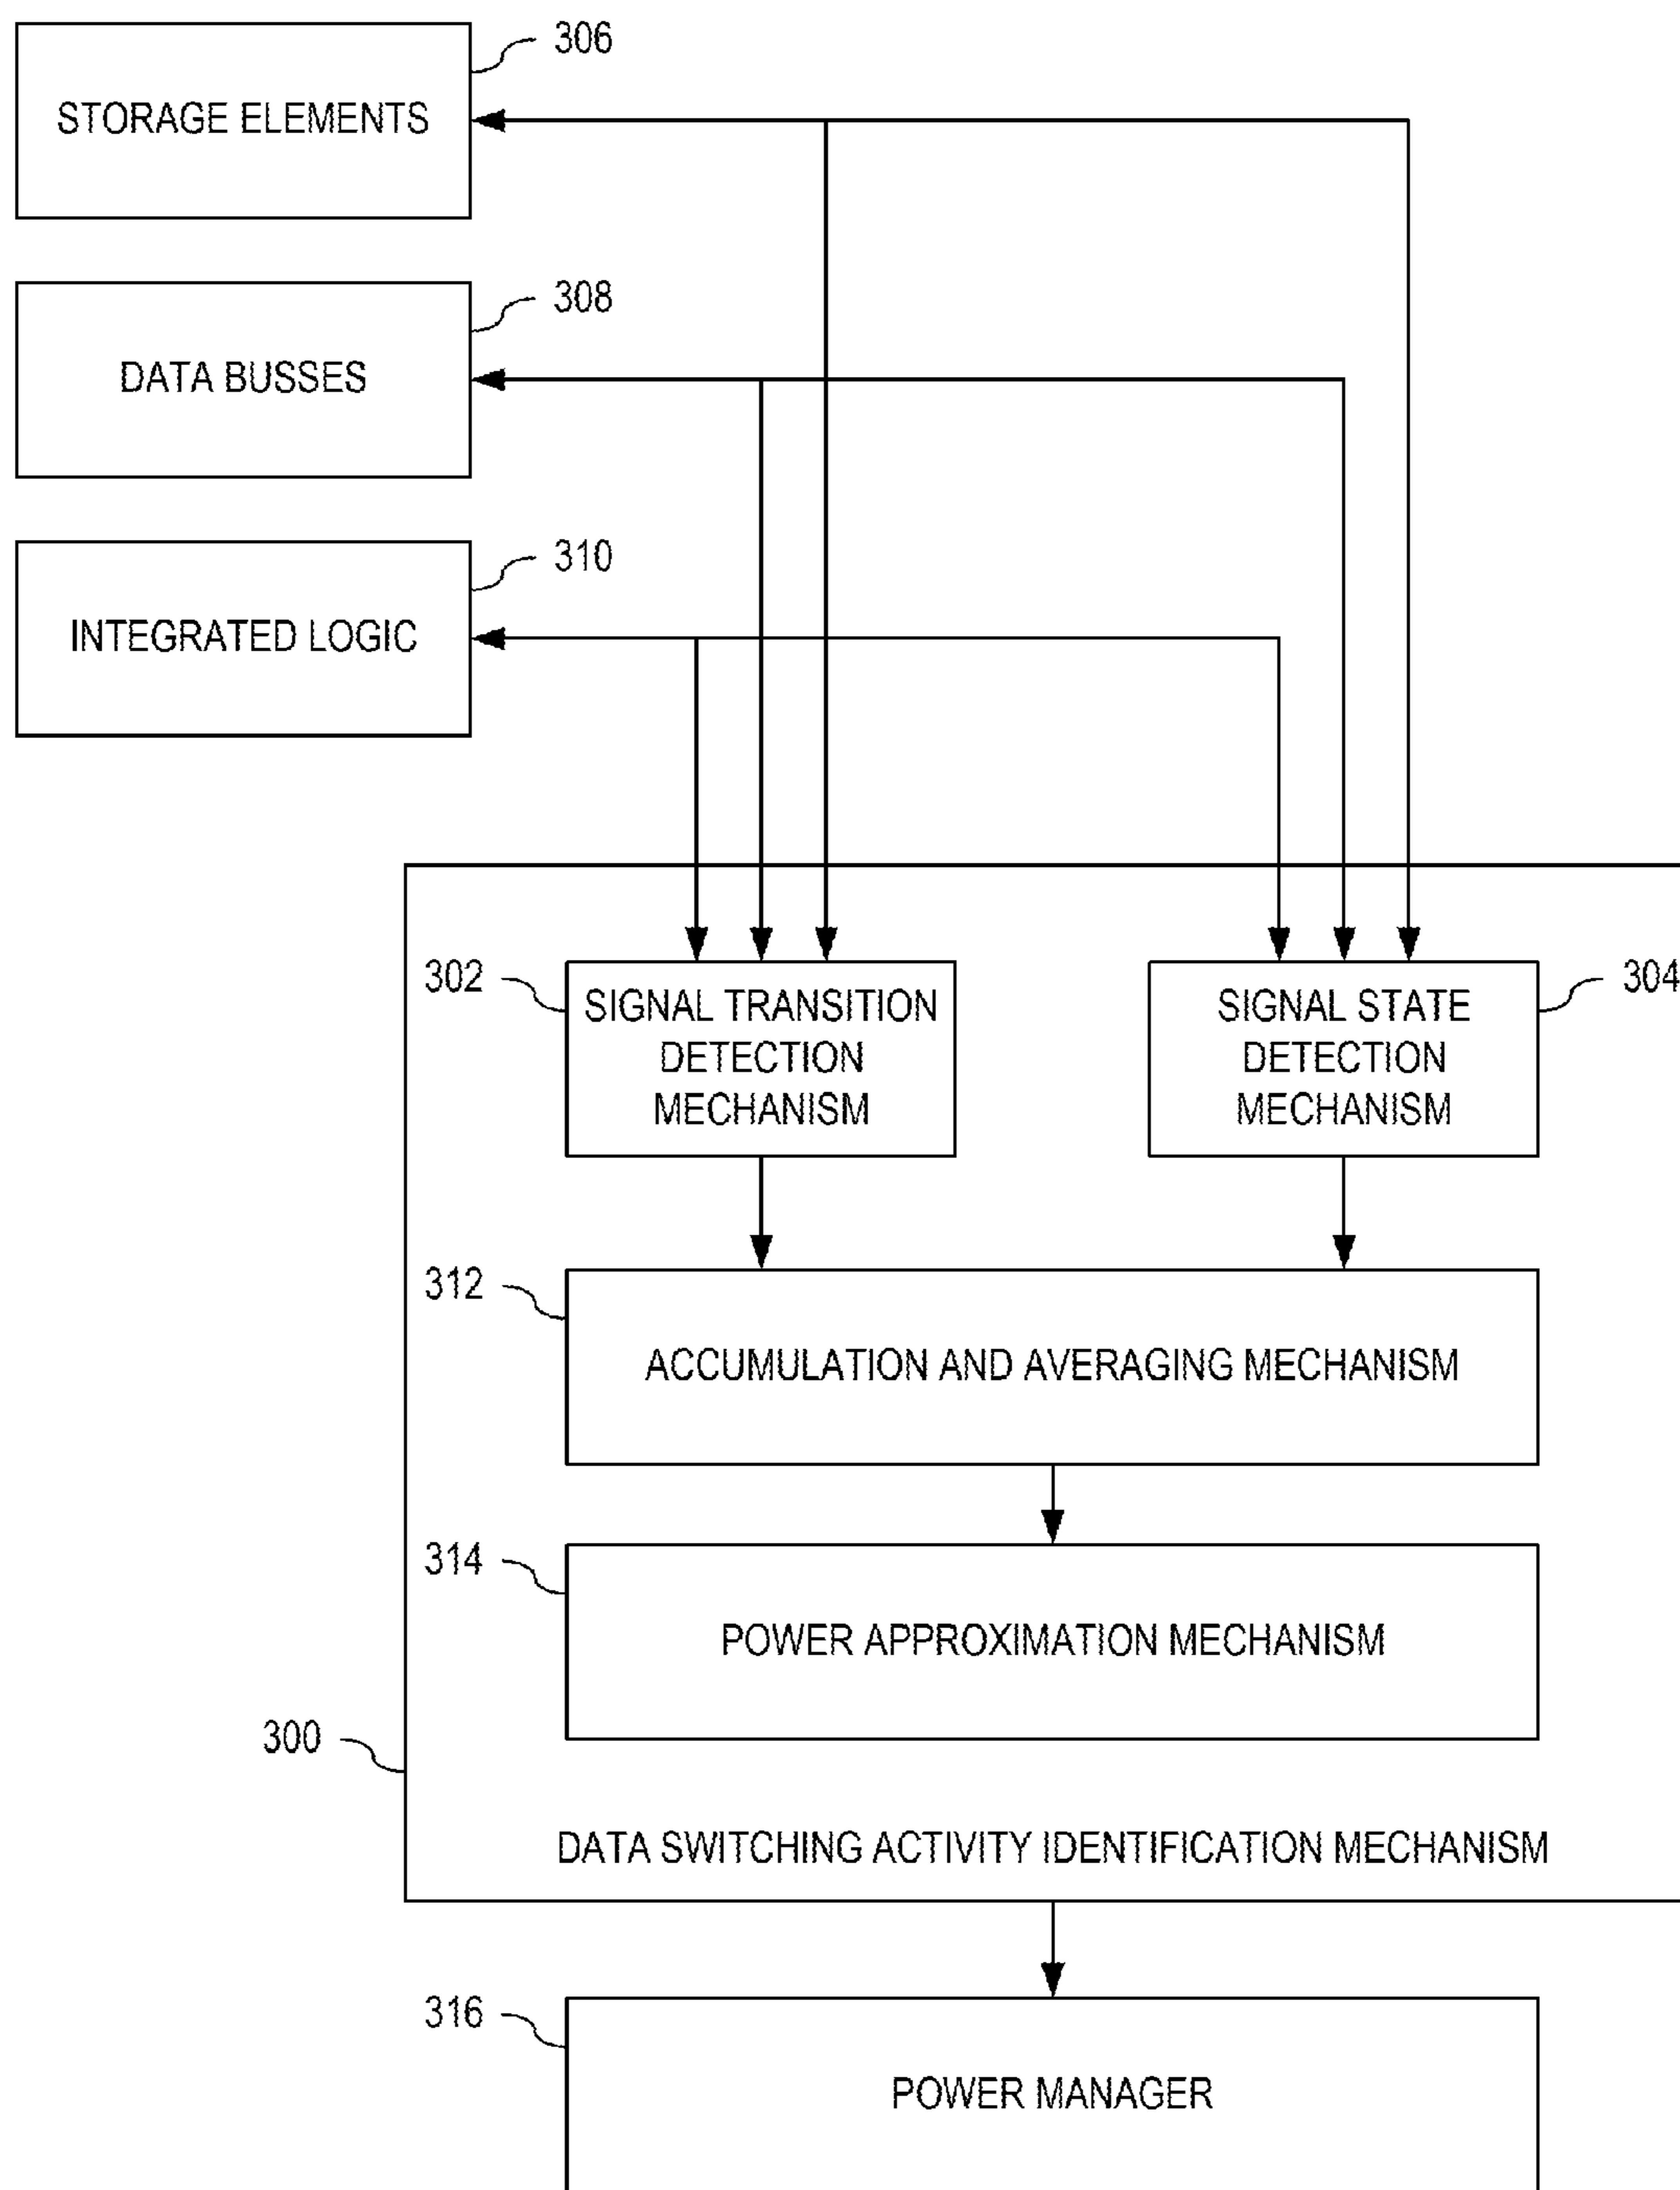 306
STORAGE ELEMENTS
308
DATA BUSSES
310
INTEGRATED LOGIC
302
SIGNAL TRANSITION
DETECTION
MECHANISM
304
SIGNAL STATE
DETECTION
MECHANISM
312
ACCUMULATION AND AVERAGING MECHANISM
314
POWER APPROXIMATION MECHANISM
300
DATA SWITCHING ACTIVITY IDENTIFICATION MECHANISM
316
POWER MANAGER